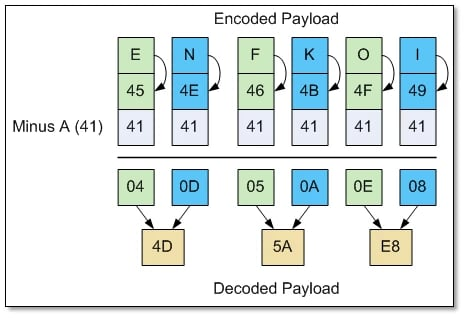 Encoded Payload
E N F K O I
45 4E 46 4B 4F 49
Minus A (41) 41 41 41 41 41 41
04 0D 05 0A 0E 08
4D 5A E8
Decoded Payload